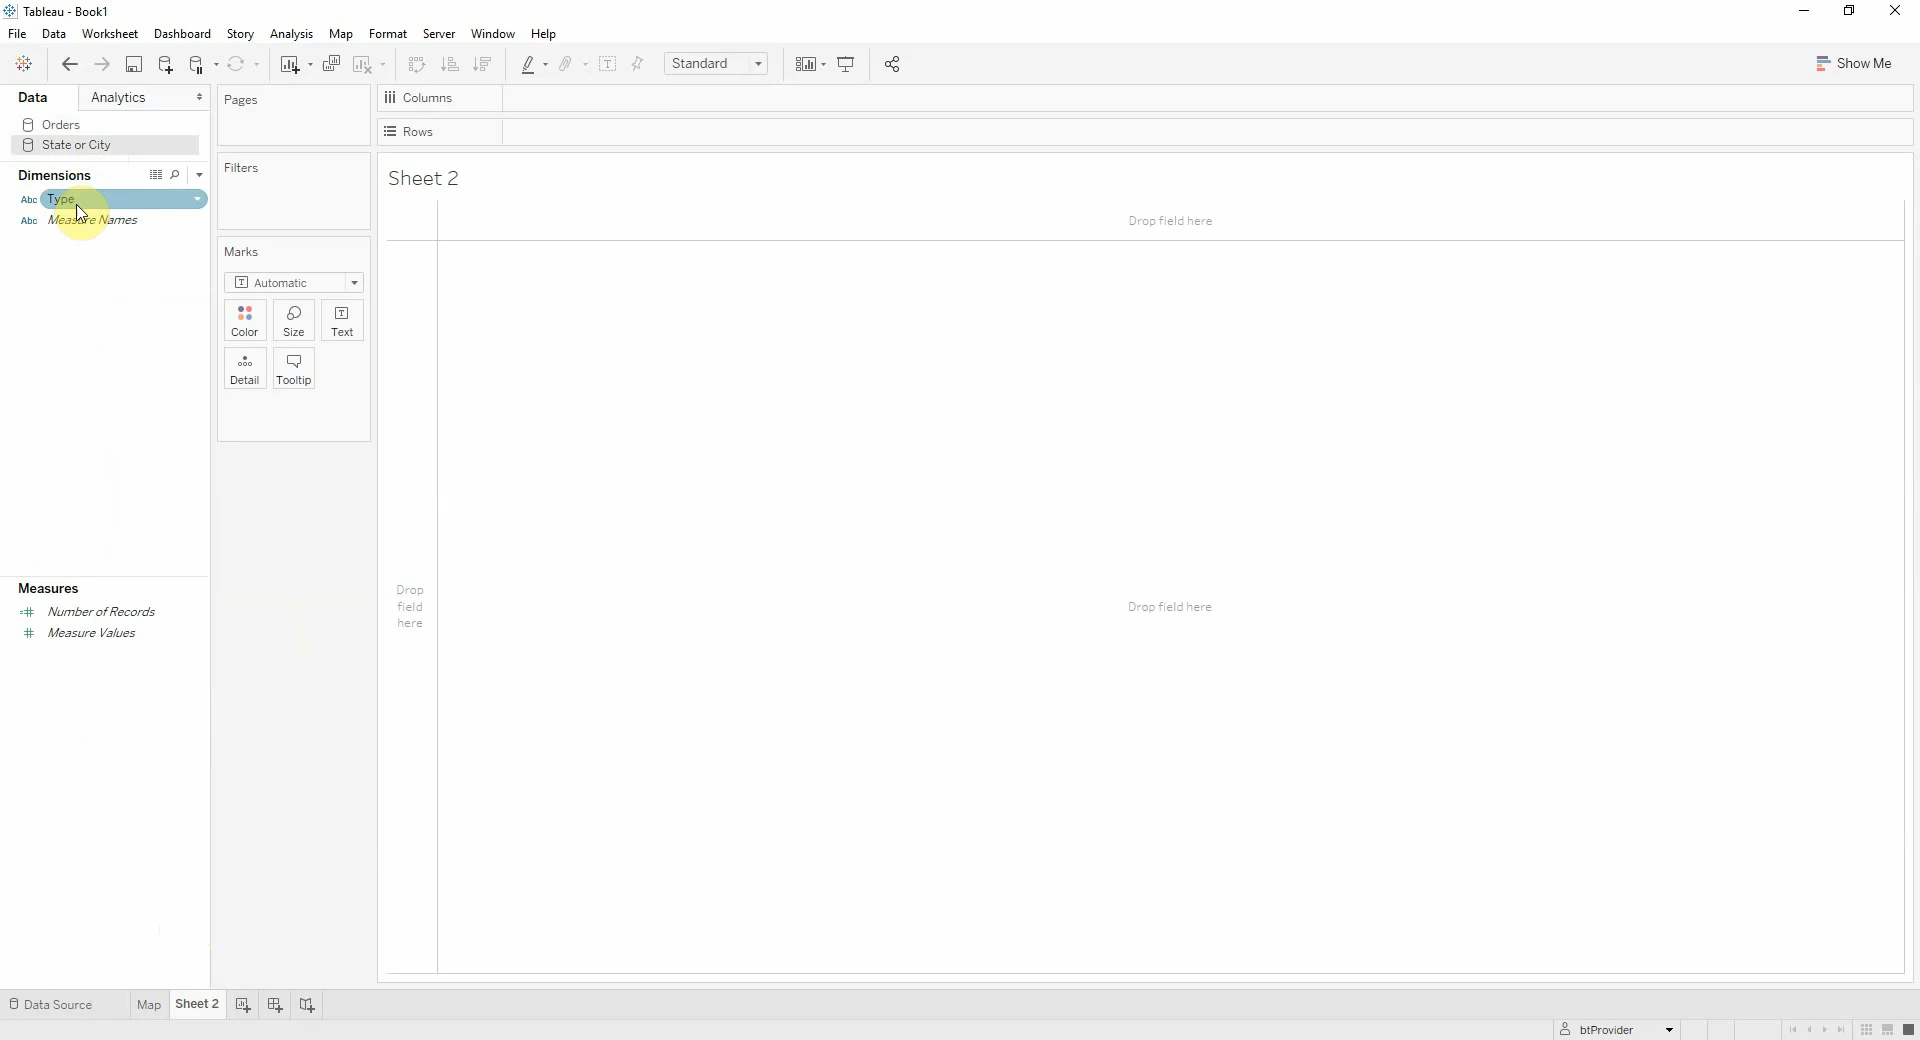 Tableau - Book1
File Data Worksheet Dashboard Story Analysis Map Format Server Window Help
Standard
Show Me
Data Analytics
Pages
Columns
Orders
State or City
Rows
Dimensions
Filters
Sheet 2
Abc Type
Abc Measure Names
Drop field here
Marks
Automatic
Color Size Text
Detail Tooltip
Measures
Number of Records
Measure Values
Drop
field
here
Drop field here
Data Source Map Sheet 2
btProvider